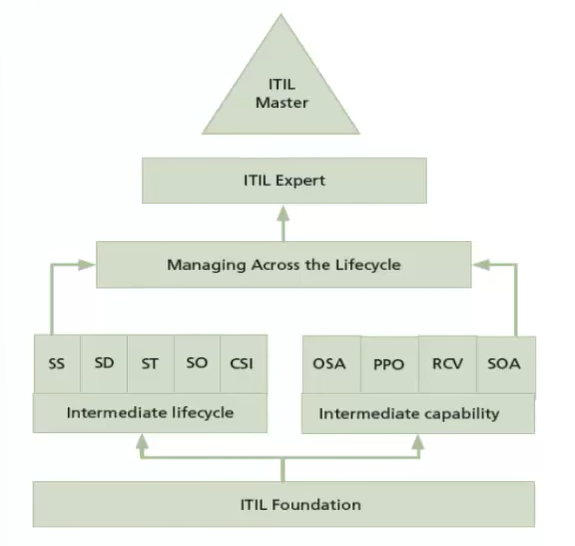 ITIL
Master
ITIL Expert
Managing Across the Lifecycle
SS SD ST SO CSI
Intermediate lifecycle
OSA PPO RCV SOA
Intermediate capability
ITIL Foundation